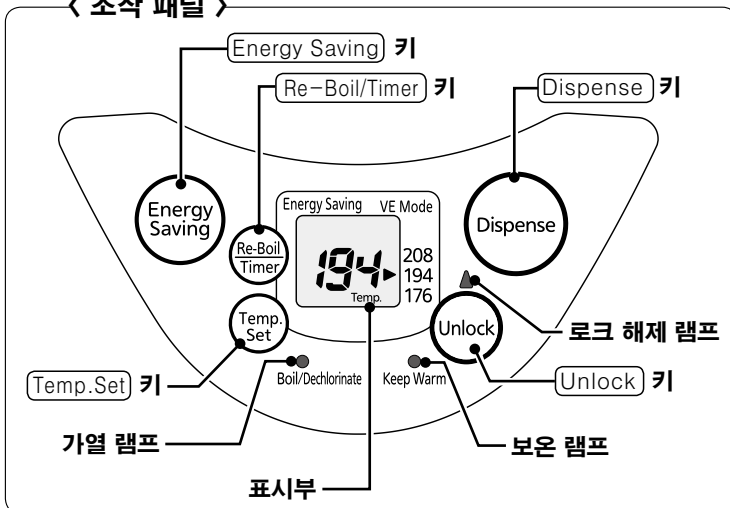 〈 조작 패널 〉
Energy Saving 키
Re-Boil/Timer 키
Dispense 키
Energy
Saving
Re-Boil
Timer
Energy Saving VE Mode
194
Temp.
208
194
176
Dispense
Temp.
Set
Unlock
로크 해제 램프
Temp.Set 키
Boil/Dechlorinate
Keep Warm
Unlock 키
가열 램프
보온 램프
표시부